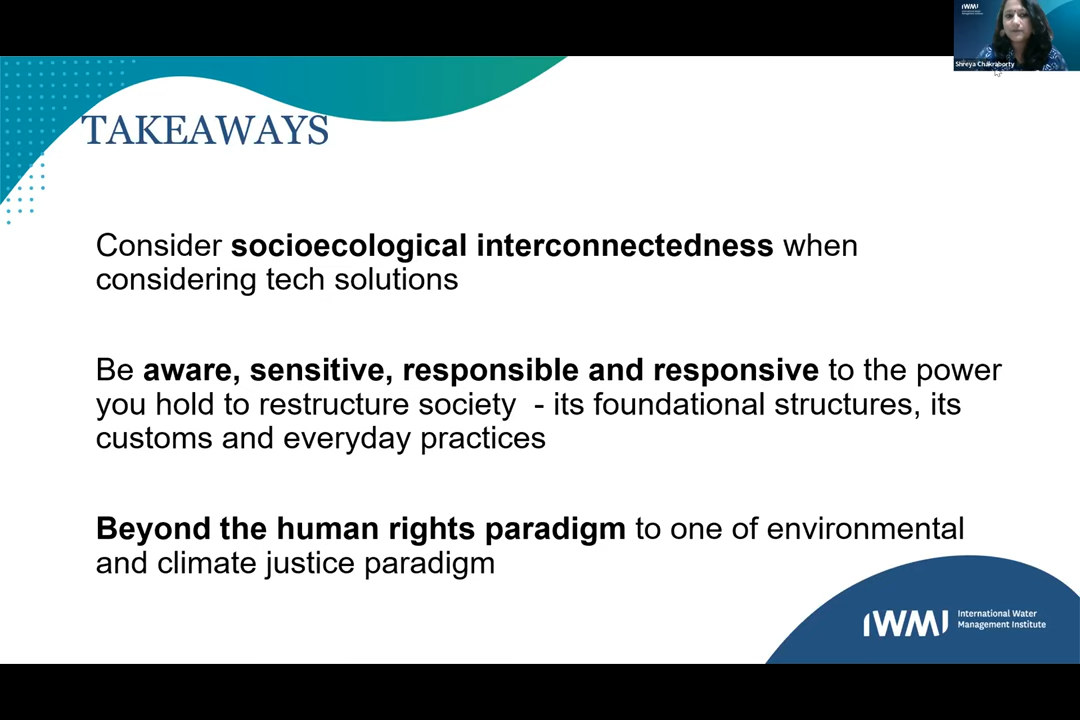 IWMI
Shreya Chakraborty
TAKEAWAYS
Consider socioecological interconnectedness when
considering tech solutions
Be aware, sensitive, responsible and responsive to the power
you hold to restructure society - its foundational structures, its
customs and everyday practices
Beyond the human rights paradigm to one of environmental
and climate justice paradigm
IWMI
International Water
Management Institute